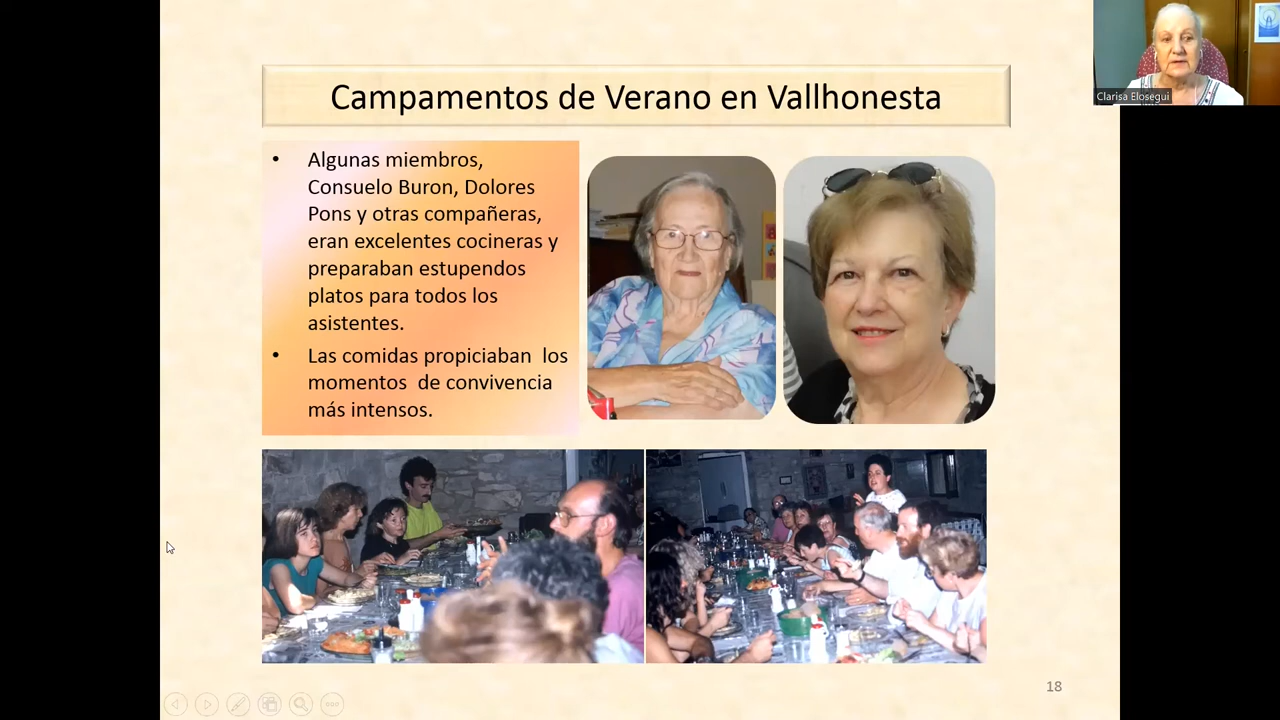 Campamentos de Verano en Vallhonesta
Clarisa Elosegui
• Algunas miembros,
Consuelo Buron, Dolores
Pons y otras compañeras,
eran excelentes cocineras y
preparaban estupendos
platos para todos los
asistentes.
• Las comidas propiciaban los
momentos de convivencia
más intensos.
18